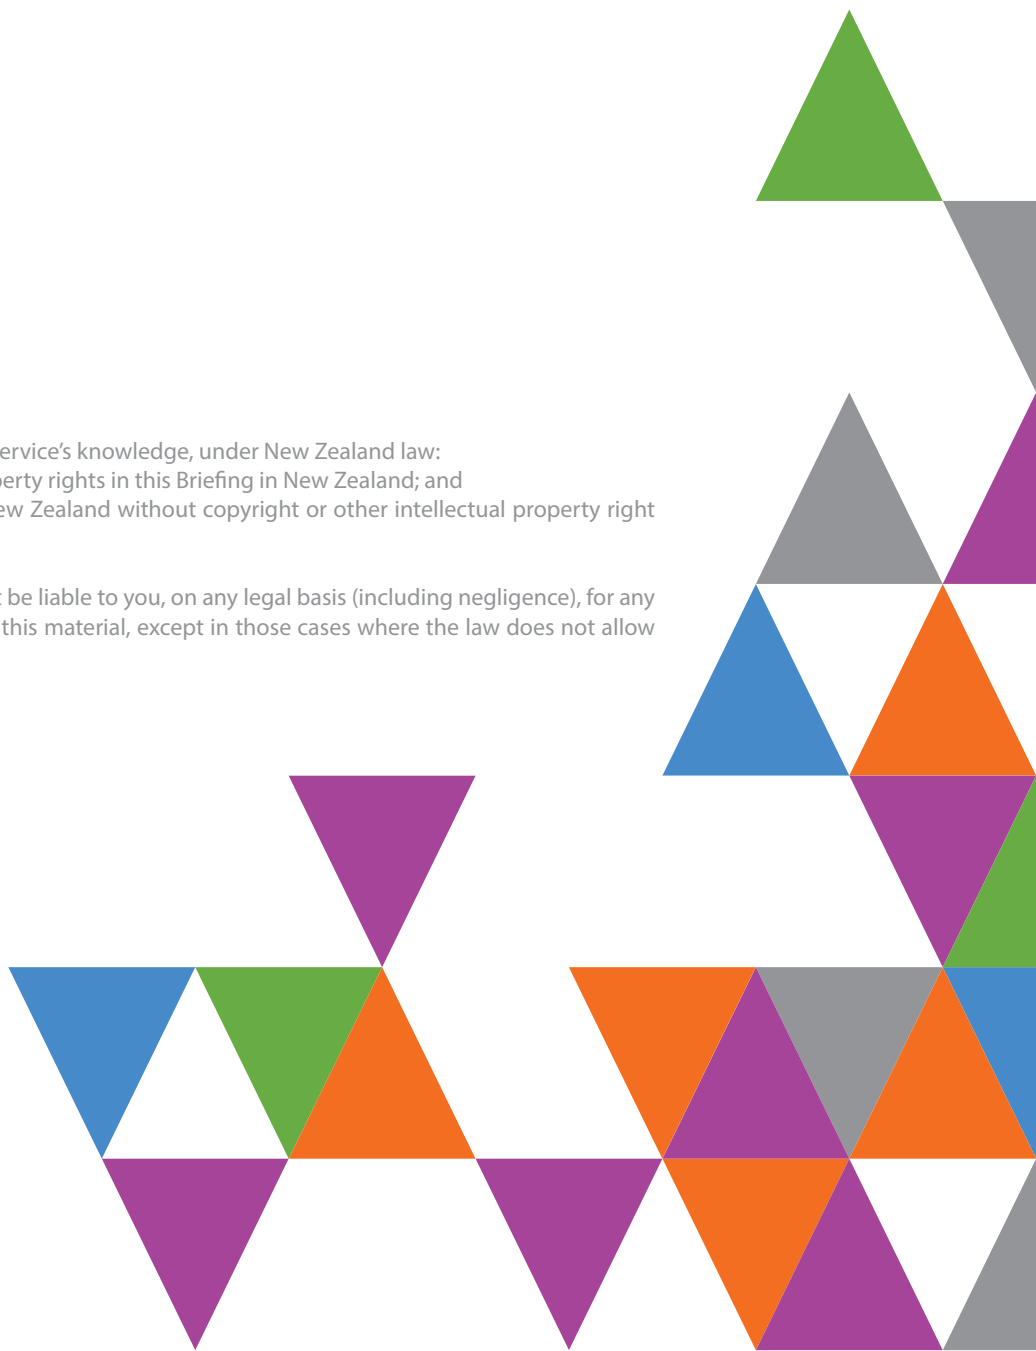 ervice's knowledge, under New Zealand law:
perty rights in this Briefing in New Zealand; and
ew Zealand without copyright or other intellectual property right
be liable to you, on any legal basis (including negligence), for any
this material, except in those cases where the law does not allow